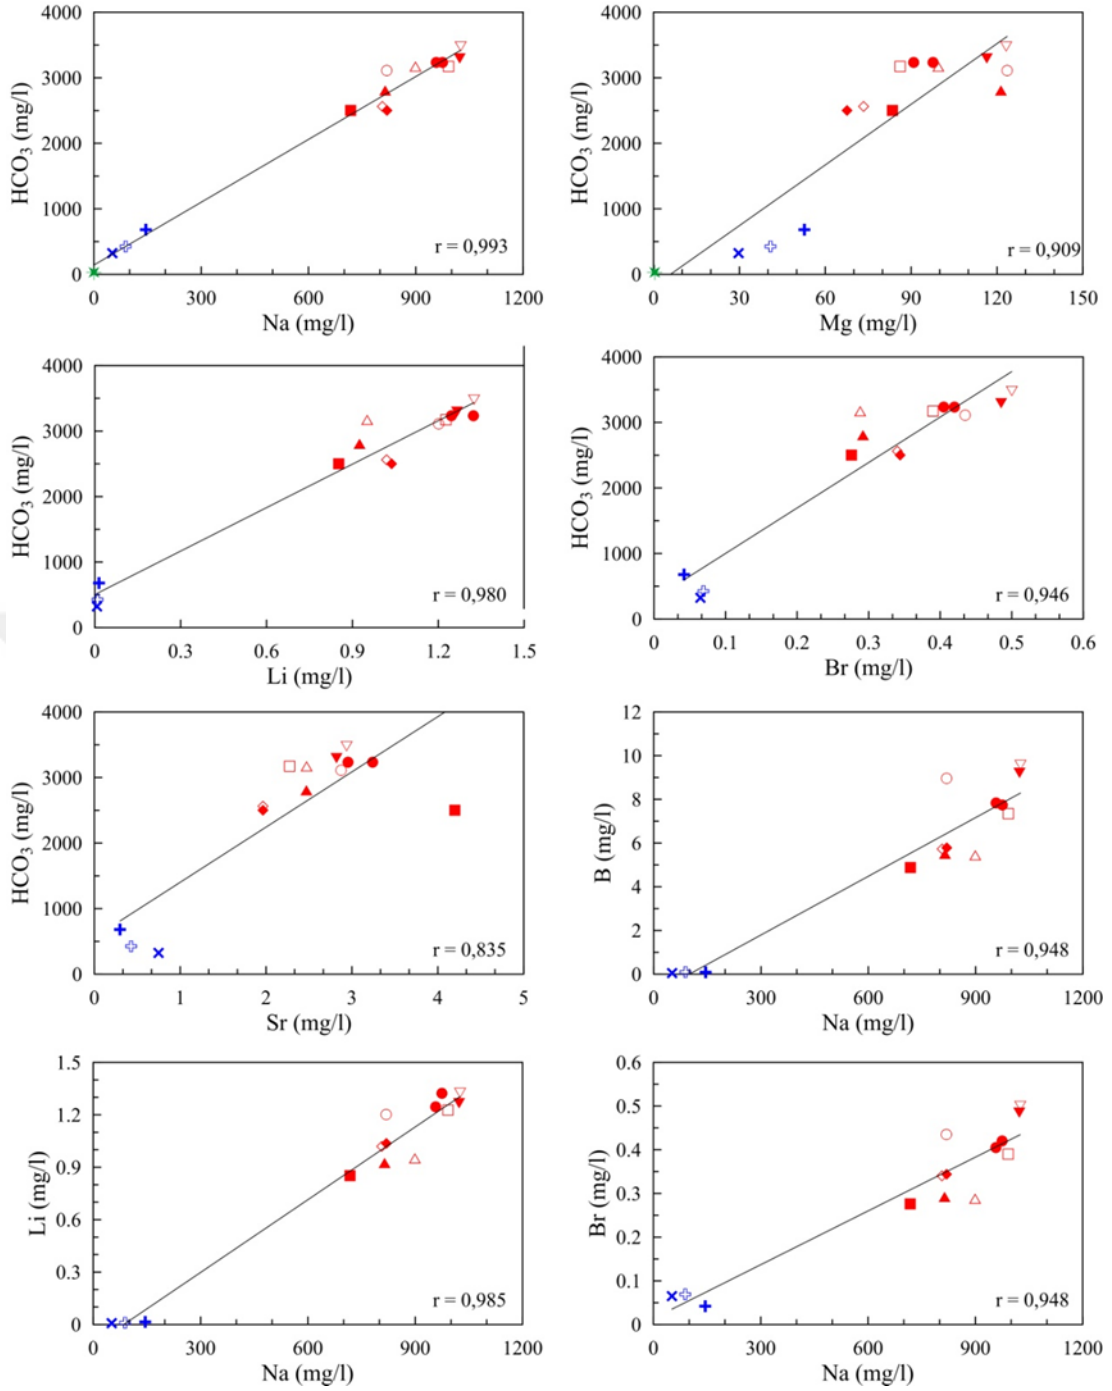 4000
3000
2000
1000
0
HCO3 (mg/l)
r = 0,993
0 300 600 900 1200
Na (mg/l)
4000
3000
2000
1000
0
HCO3 (mg/l)
r = 0,909
0 30 60 90 120 150
Mg (mg/l)
4000
3000
2000
1000
0
HCO3 (mg/l)
r = 0,980
0 0.3 0.6 0.9 1.2 1.5
Li (mg/l)
4000
3000
2000
1000
0
HCO3 (mg/l)
r = 0,946
0 0.1 0.2 0.3 0.4 0.5 0.6
Br (mg/l)
4000
3000
2000
1000
0
HCO3 (mg/l)
r = 0,835
0 1 2 3 4 5
Sr (mg/l)
12
10
8
6
4
2
0
B (mg/l)
r = 0,948
0 300 600 900 1200
Na (mg/l)
1.5
1.2
0.9
0.6
0.3
0
Li (mg/l)
r = 0,985
0 300 600 900 1200
Na (mg/l)
0.6
0.5
0.4
0.3
0.2
0.1
0
Br (mg/l)
r = 0,948
0 300 600 900 1200
Na (mg/l)